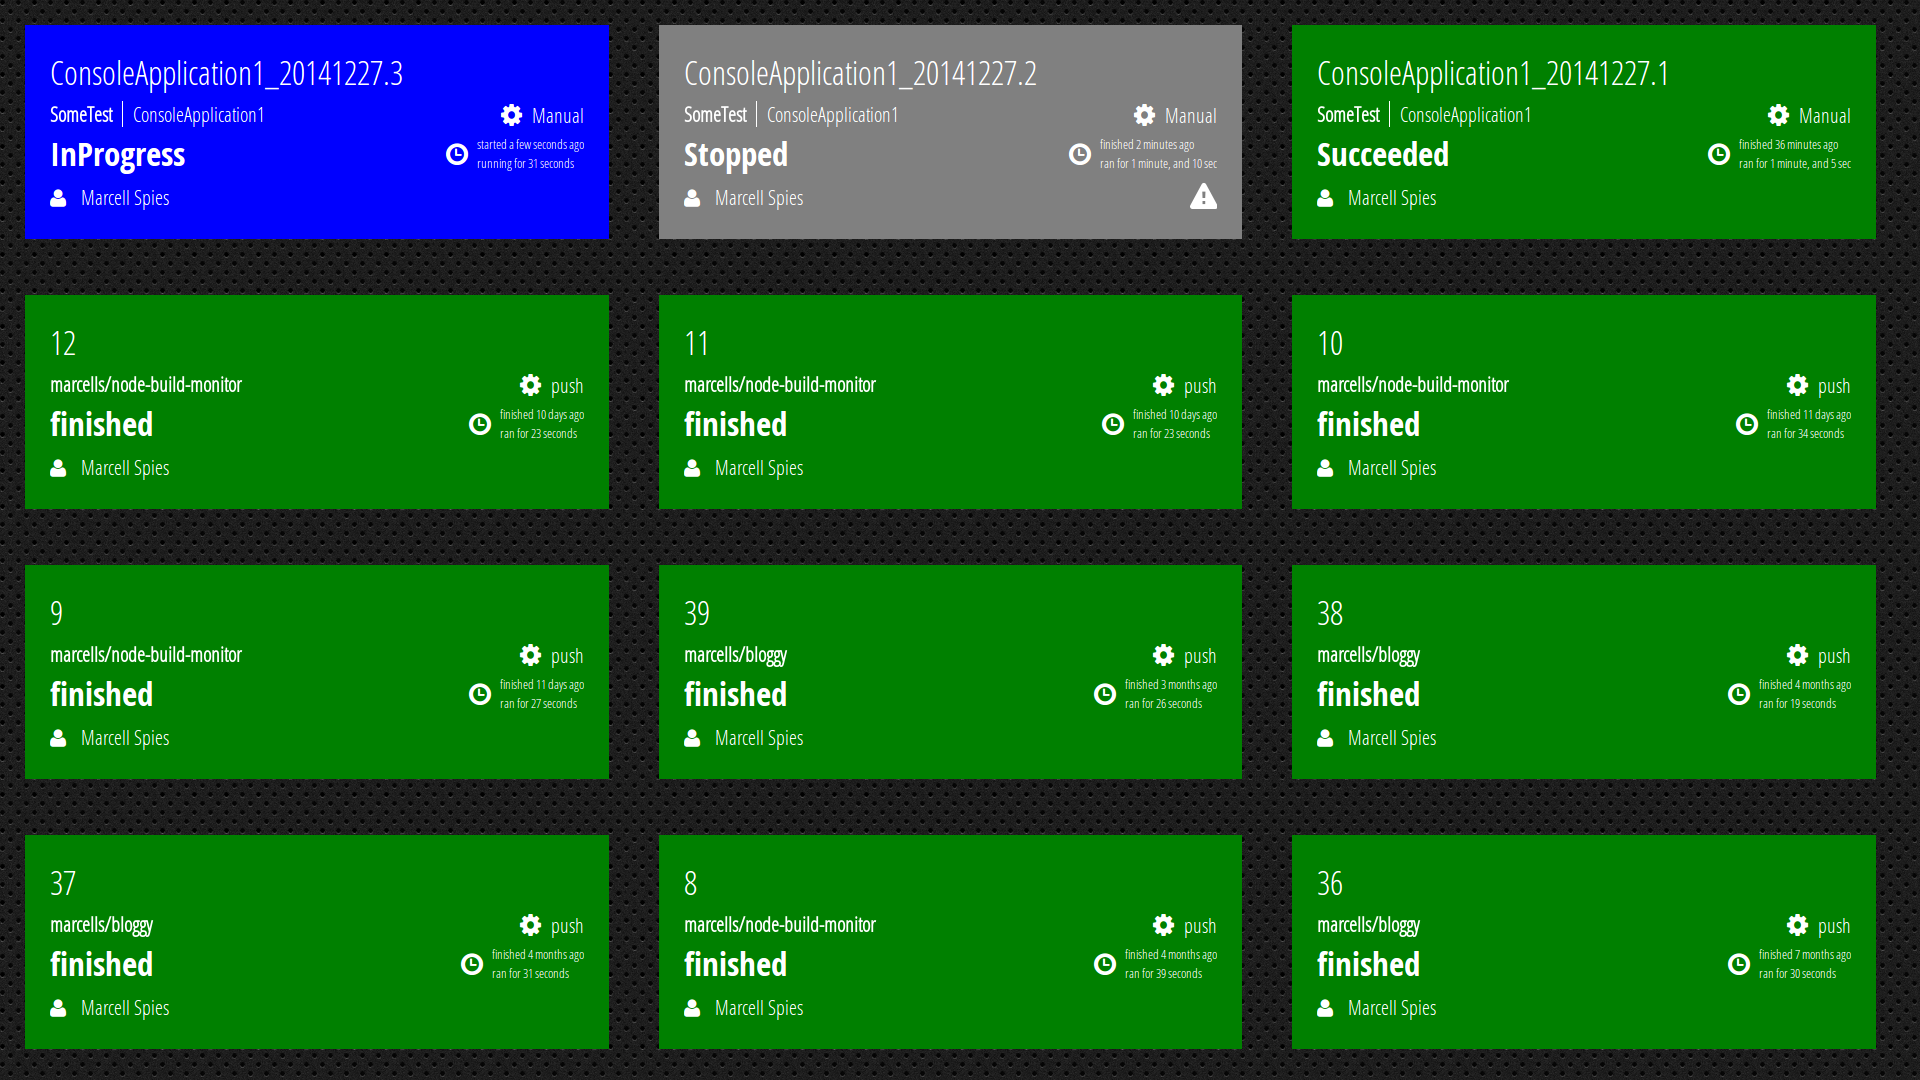 ConsoleApplication1_20141227.3
SomeTest ConsoleApplication1
Manual
InProgress
started a few seconds ago
running for 31 seconds
Marcell Spies
ConsoleApplication1_20141227.2
SomeTest ConsoleApplication1
Manual
Stopped
finished 2 minutes ago
ran for 1 minute, and 10 sec
Marcell Spies
ConsoleApplication1_20141227.1
SomeTest ConsoleApplication1
Manual
Succeeded
finished 36 minutes ago
ran for 1 minute, and 5 sec
Marcell Spies
12
marcells/node-build-monitor
push
finished
finished 10 days ago
ran for 23 seconds
Marcell Spies
11
marcells/node-build-monitor
push
finished
finished 10 days ago
ran for 23 seconds
Marcell Spies
10
marcells/node-build-monitor
push
finished
finished 11 days ago
ran for 34 seconds
Marcell Spies
9
marcells/node-build-monitor
push
finished
finished 11 days ago
ran for 27 seconds
Marcell Spies
39
marcells/bloggy
push
finished
finished 3 months ago
ran for 26 seconds
Marcell Spies
38
marcells/bloggy
push
finished
finished 4 months ago
ran for 19 seconds
Marcell Spies
37
marcells/bloggy
push
finished
finished 4 months ago
ran for 31 seconds
Marcell Spies
8
marcells/node-build-monitor
push
finished
finished 4 months ago
ran for 39 seconds
Marcell Spies
36
marcells/bloggy
push
finished
finished 7 months ago
ran for 30 seconds
Marcell Spies